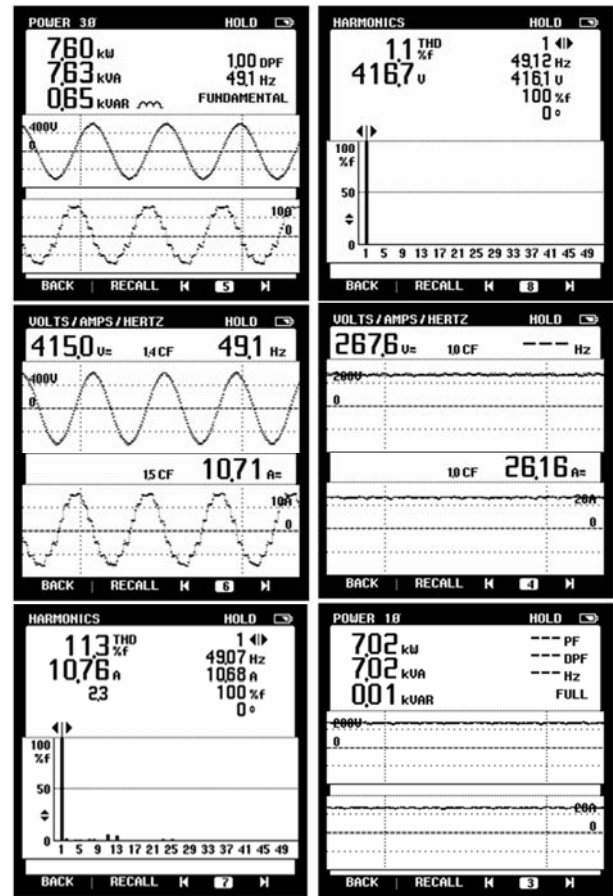 POWER 3Ø HOLD
7,60 kW
7,63 kVA 1,00 DPF
0,65 kVAR 49,1 Hz
FUNDAMENTAL
400V
0
10A
0
BACK | RECALL 5
HARMONICS HOLD
1,1 THD %f 1
416,7 V 49,12 Hz
416,1 V
100 %f
0 °
100
%f
50
0
1 5 9 13 17 21 25 29 33 37 41 45 49
BACK | RECALL 8
VOLTS/AMPS/HERTZ HOLD
415,0 V≂ 1,4 CF 49,1 Hz
400V
0
1,5 CF 10,71 A≂
10A
0
BACK | RECALL 6
VOLTS/AMPS/HERTZ HOLD
267,6 V≂ 1,0 CF --- Hz
200V
0
1,0 CF 26,16 A≂
20A
0
BACK | RECALL 4
HARMONICS HOLD
11,3 THD %f 1
10,76 A 49,07 Hz
2,3 10,68 A
100 %f
0 °
100
%f
50
0
1 5 9 13 17 21 25 29 33 37 41 45 49
BACK | RECALL 7
POWER 1Ø HOLD
7,02 kW --- PF
7,02 kVA --- DPF
0,01 kVAR --- Hz
FULL
200V
0
20A
0
BACK | RECALL 3